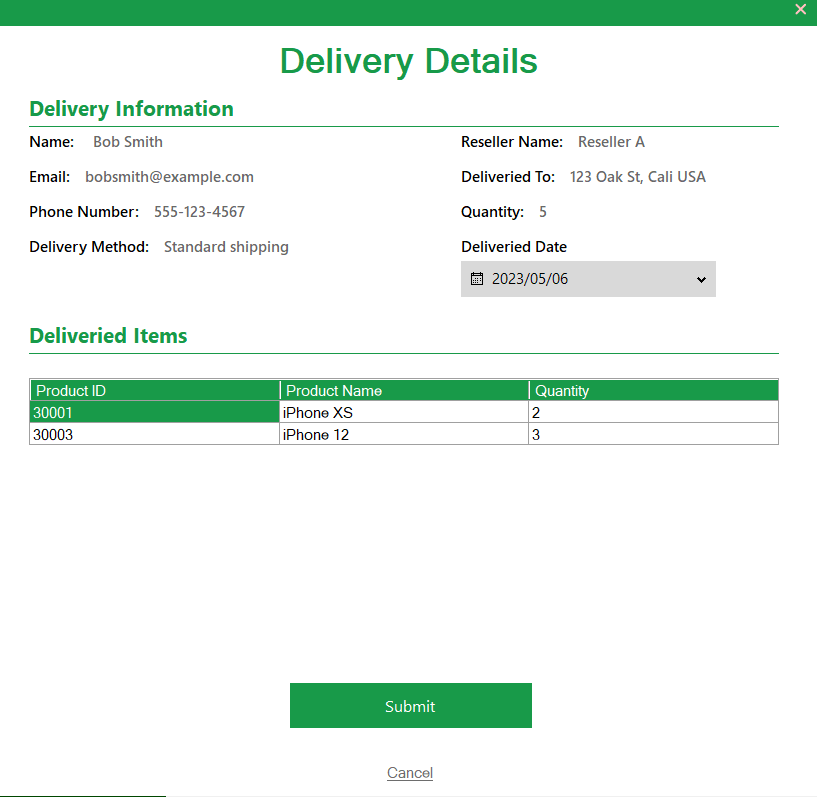 Delivery Details
Delivery Information
Name: Bob Smith
Reseller Name: Reseller A
Email: bobsmith@example.com
Deliveried To: 123 Oak St, Cali USA
Phone Number: 555-123-4567
Quantity: 5
Delivery Method: Standard shipping
Deliveried Date
2023/05/06
Deliveried Items
Product ID Product Name Quantity
30001 iPhone XS 2
30003 iPhone 12 3
Submit
Cancel